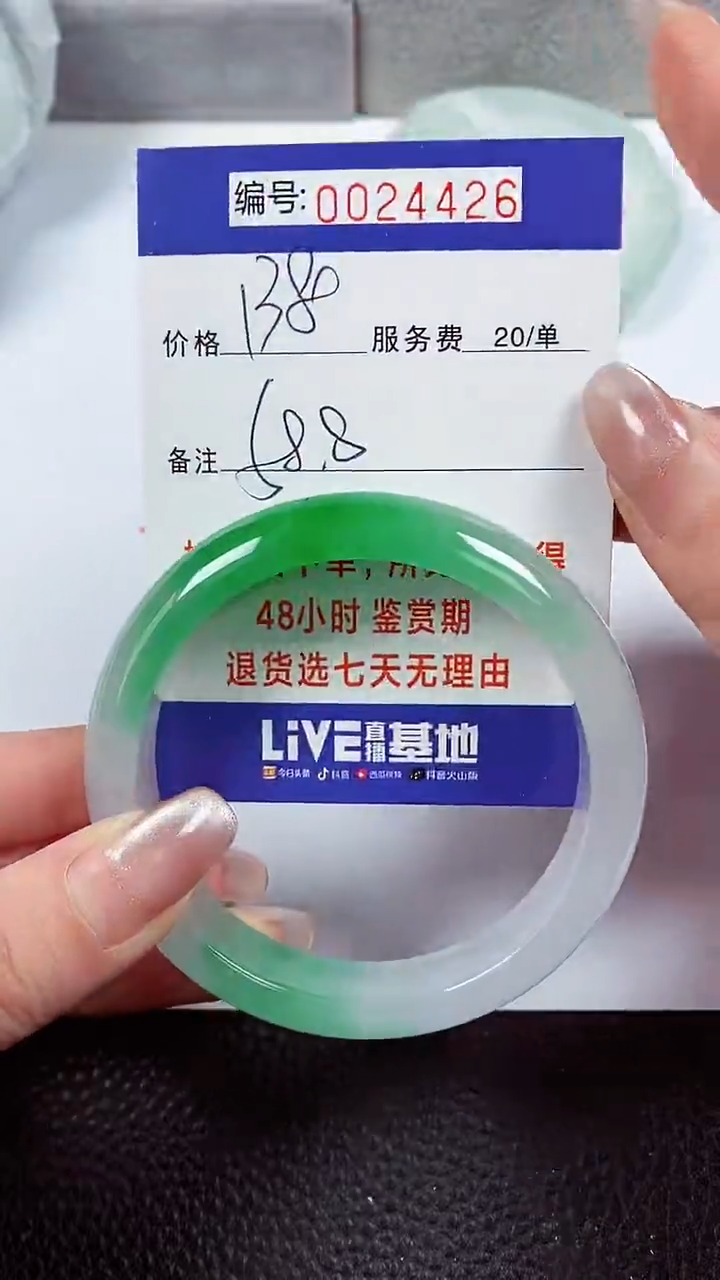 编号: 0024426
价格 138 服务费 20/单
备注 58.8
得
48小时 鉴赏期
退货选七天无理由
LiVE直播基地
今日头条 抖音 西瓜视频 抖音火山版